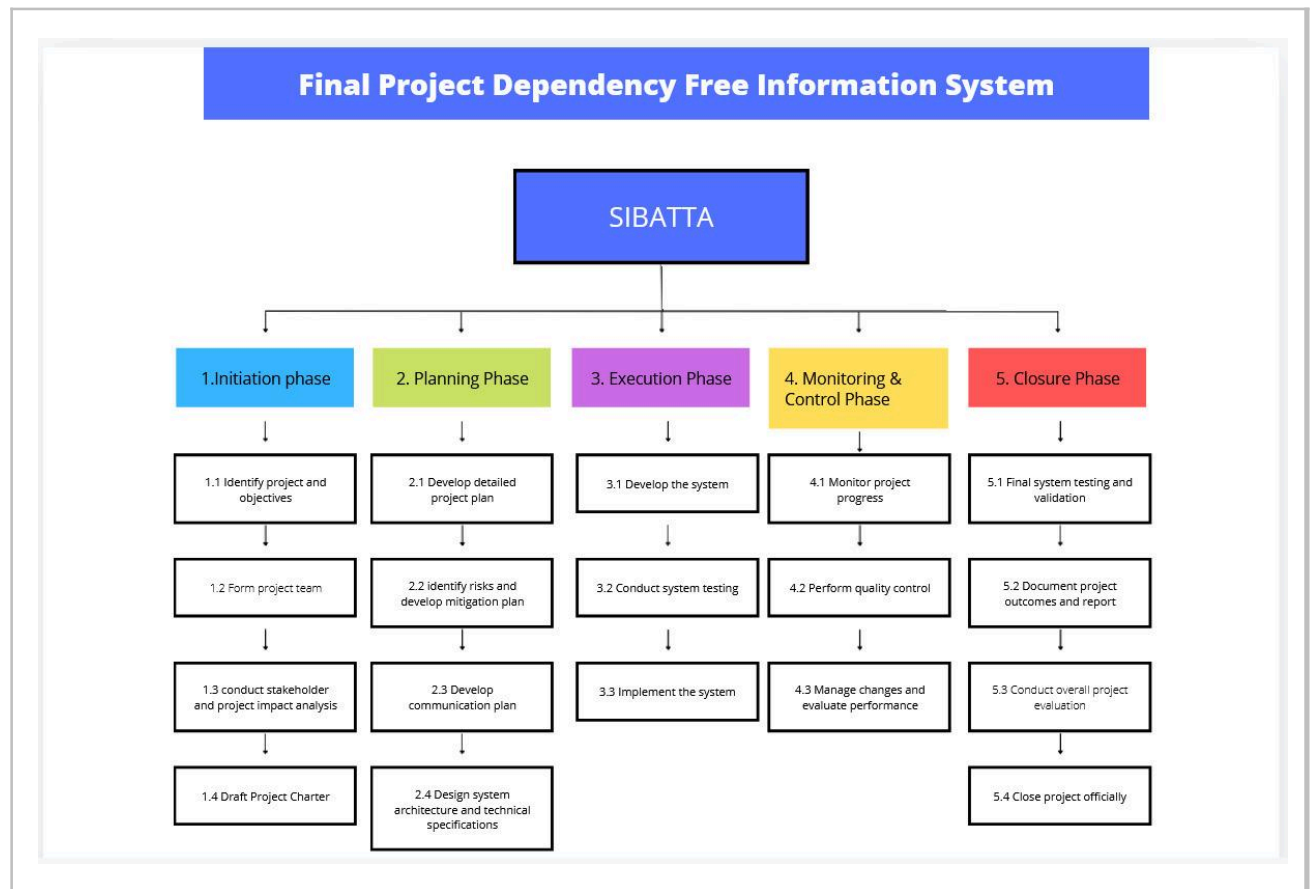 Final Project Dependency Free Information System
SIBATTA
1.Initiation phase
2. Planning Phase
3. Execution Phase
4. Monitoring &
Control Phase
5. Closure Phase
1.1 Identify project and
objectives
1.2 Form project team
1.3 conduct stakeholder
and project impact analysis
1.4 Draft Project Charter
2.1 Develop detailed
project plan
2.2 identify risks and
develop mitigation plan
2.3 Develop
communication plan
2.4 Design system
architecture and technical
specifications
3.1 Develop the system
3.2 Conduct system testing
3.3 Implement the system
4.1 Monitor project
progress
4.2 Perform quality control
4.3 Manage changes and
evaluate performance
5.1 Final system testing and
validation
5.2 Document project
outcomes and report
5.3 Conduct overall project
evaluation
5.4 Close project officially